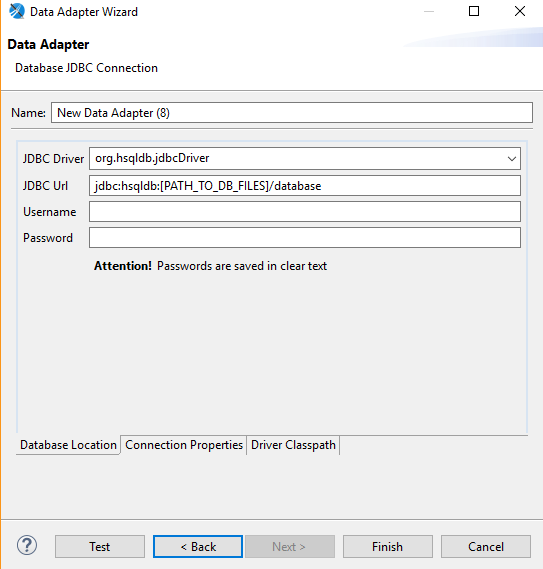 Data Adapter Wizard
Data Adapter
Database JDBC Connection
Name: New Data Adapter (8)
JDBC Driver org.hsqldb.jdbcDriver
JDBC Url jdbc:hsqldb:[PATH_TO_DB_FILES]/database
Username
Password
Attention! Passwords are saved in clear text
Database Location Connection Properties Driver Classpath
? Test < Back Next > Finish Cancel